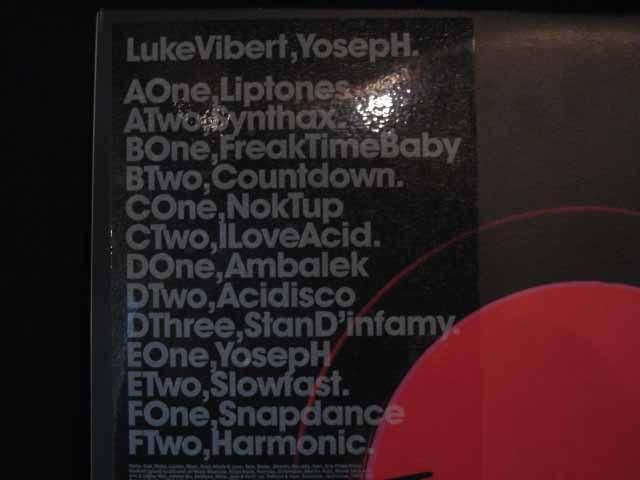 LukeVibert,YosepH.
AOne,Liptones.
ATwo,Synthax.
BOne,FreakTimeBaby
BTwo,Countdown.
COne,NokTup
CTwo,ILoveAcid.
DOne,Ambalek
DTwo,Acidisco
DThree,StanD'infamy.
EOne,YosepH
ETwo,Slowfast.
FOne,Snapdance
FTwo,Harmonic.